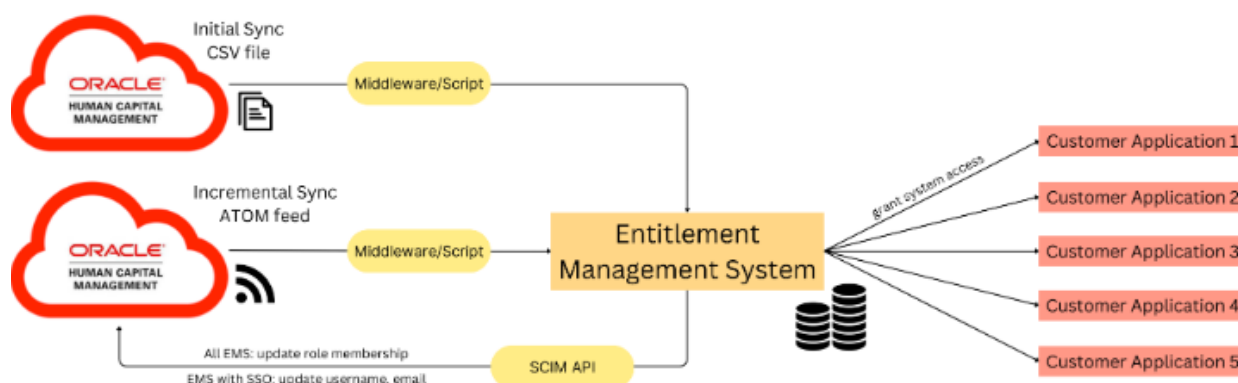 Initial Sync
CSV file
ORACLE
HUMAN CAPITAL
MANAGEMENT
Middleware/Script
Incremental Sync
ATOM feed
ORACLE
HUMAN CAPITAL
MANAGEMENT
Middleware/Script
Entitlement
Management System
grant system access
Customer Application 1
Customer Application 2
Customer Application 3
Customer Application 4
Customer Application 5
All EMS: update role membership
EMS with SSO: update username, email
SCIM API